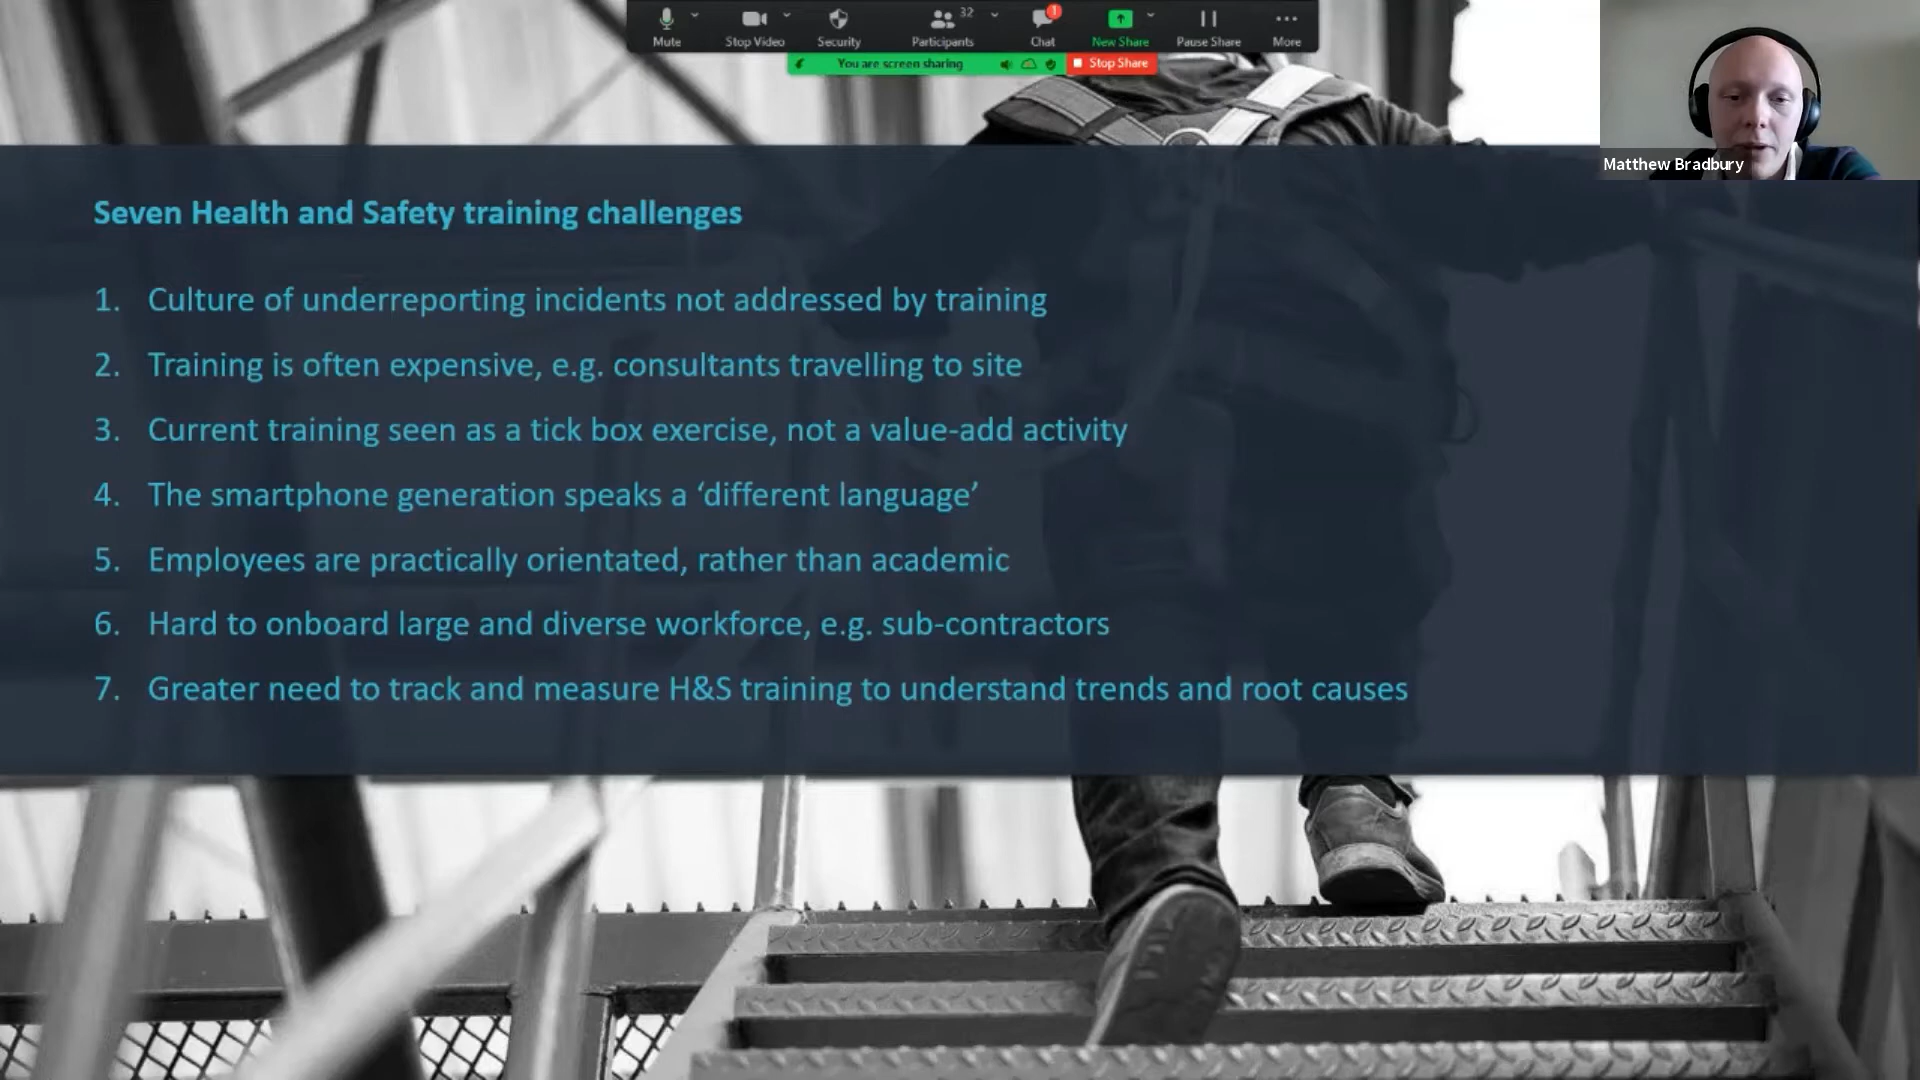 32
1
Mute
Stop Video
Security
Participants
Chat
New Share
Pause Share
More
You are screen sharing
Stop Share
Matthew Bradbury
Seven Health and Safety training challenges
1. Culture of underreporting incidents not addressed by training
2. Training is often expensive, e.g. consultants travelling to site
3. Current training seen as a tick box exercise, not a value-add activity
4. The smartphone generation speaks a ‘different language’
5. Employees are practically orientated, rather than academic
6. Hard to onboard large and diverse workforce, e.g. sub-contractors
7. Greater need to track and measure H&S training to understand trends and root causes